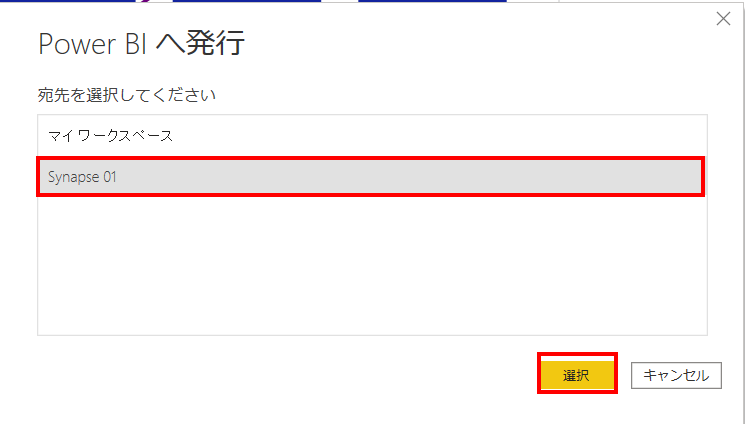 Power BI へ発行
宛先を選択してください
マイ ワークスペース
Synapse 01
選択
キャンセル